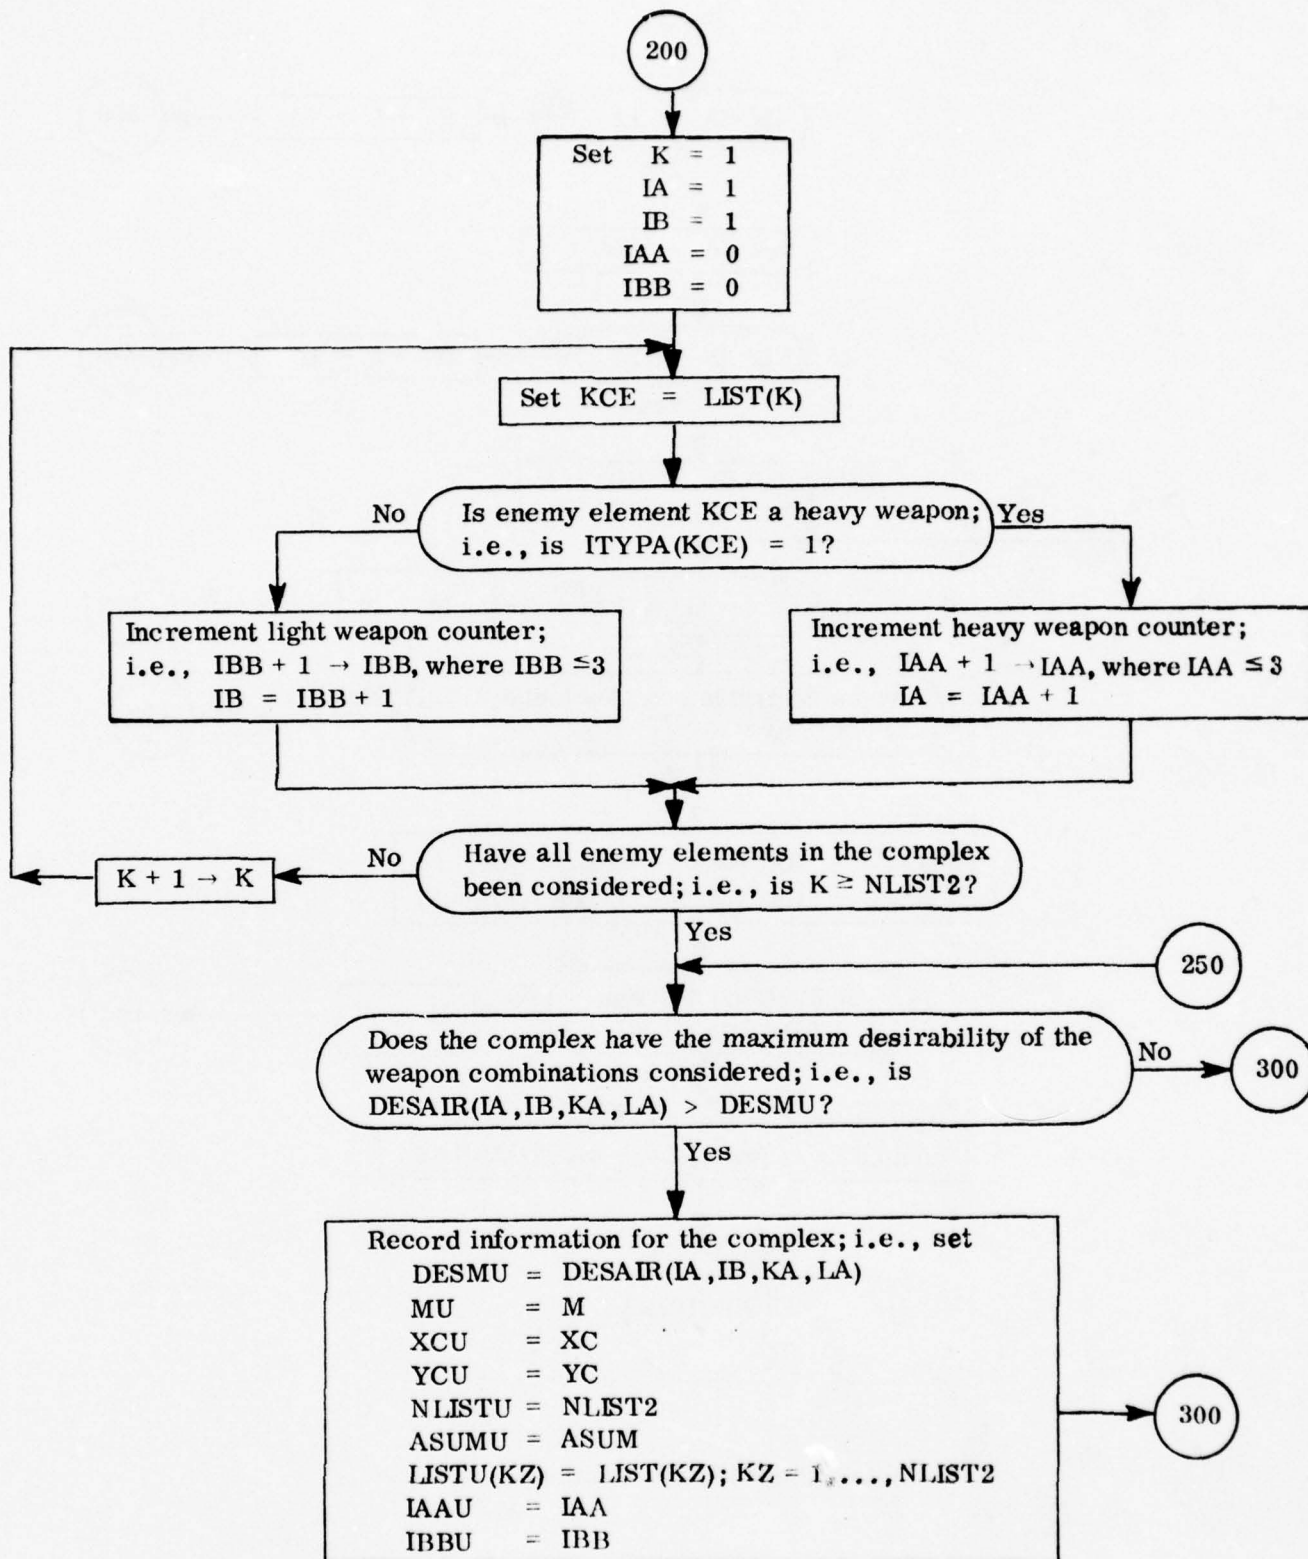 200
Set K = 1
IA = 1
IB = 1
IAA = 0
IBB = 0
Set KCE = LIST(K)
No
Is enemy element KCE a heavy weapon;
i.e., is ITYPA(KCE) = 1?
Yes
Increment light weapon counter;
i.e., IBB + 1 → IBB, where IBB ≤3
IB = IBB + 1
Increment heavy weapon counter;
i.e., IAA + 1 → IAA, where IAA ≤ 3
IA = IAA + 1
K + 1 → K
No
Have all enemy elements in the complex
been considered; i.e., is K ≥ NLIST2?
Yes
250
Does the complex have the maximum desirability of the
weapon combinations considered; i.e., is
DESAIR(IA,IB,KA,LA) > DESMU?
No
300
Yes
Record information for the complex; i.e., set
DESMU = DESAIR(IA,IB,KA,LA)
MU = M
XCU = XC
YCU = YC
NLISTU = NLIST2
ASUMU = ASUM
LISTU(KZ) = LIST(KZ); KZ = 1,..., NLIST2
IAAU = IAA
IBBU = IBB
300